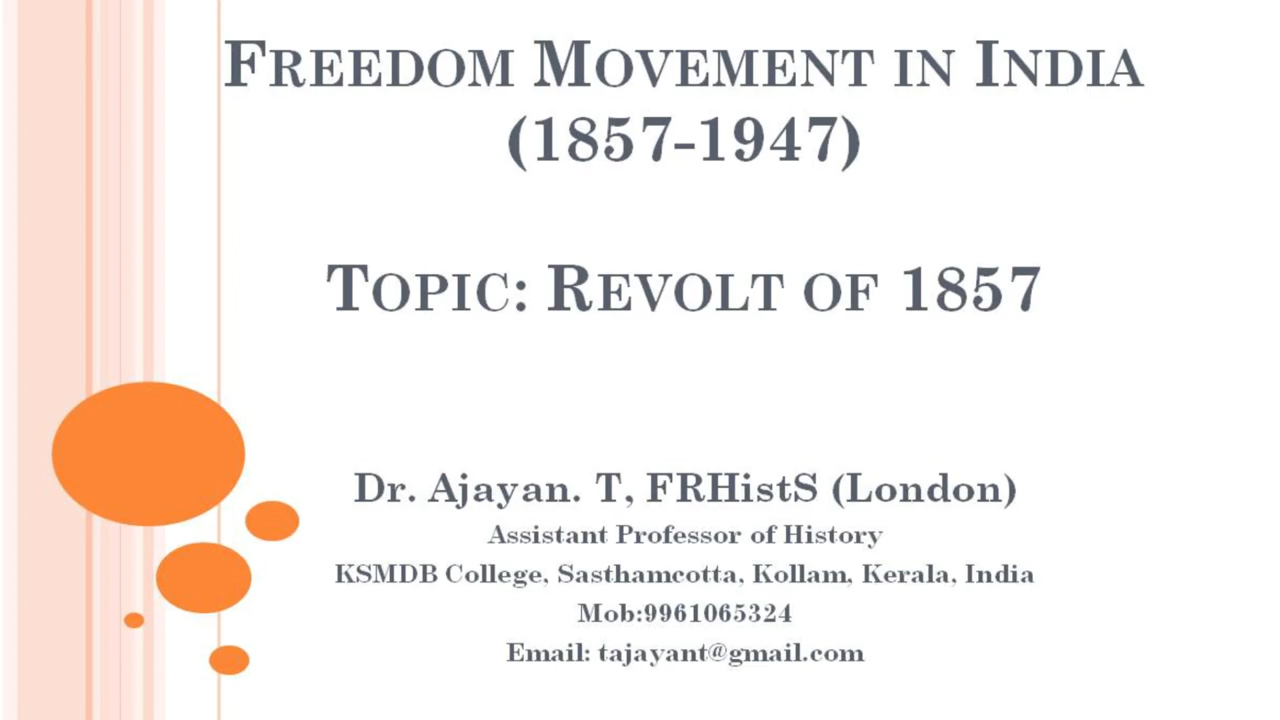 Freedom Movement in India
(1857-1947)
Topic: Revolt of 1857
Dr. Ajayan. T, FRHistS (London)
Assistant Professor of History
KSMDB College, Sasthamcotta, Kollam, Kerala, India
Mob:9961065324
Email: tajayant@gmail.com